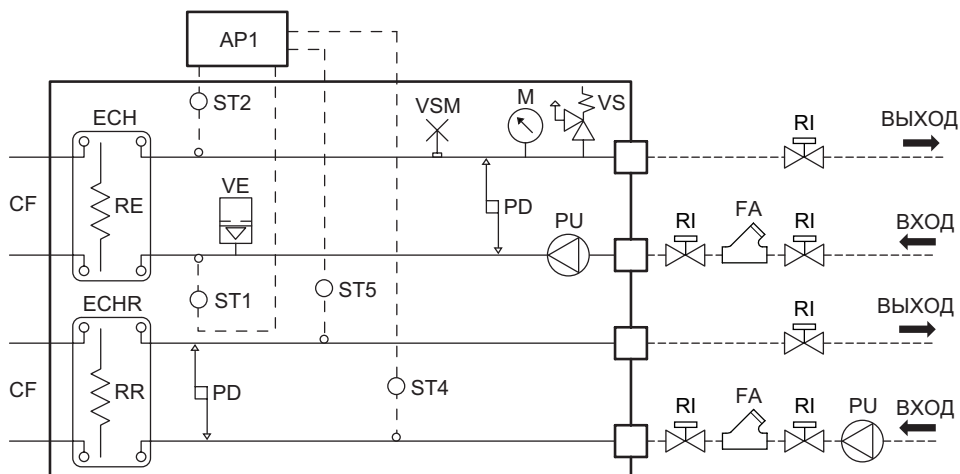 AP1
ST2
VSM
M
VS
RI
ВЫХОД
ECH
CF
RE
VE
PD
PU
RI
FA
RI
ВХОД
ST1
ST5
ECHR
RI
ВЫХОД
CF
RR
PD
ST4
RI
FA
RI
PU
ВХОД